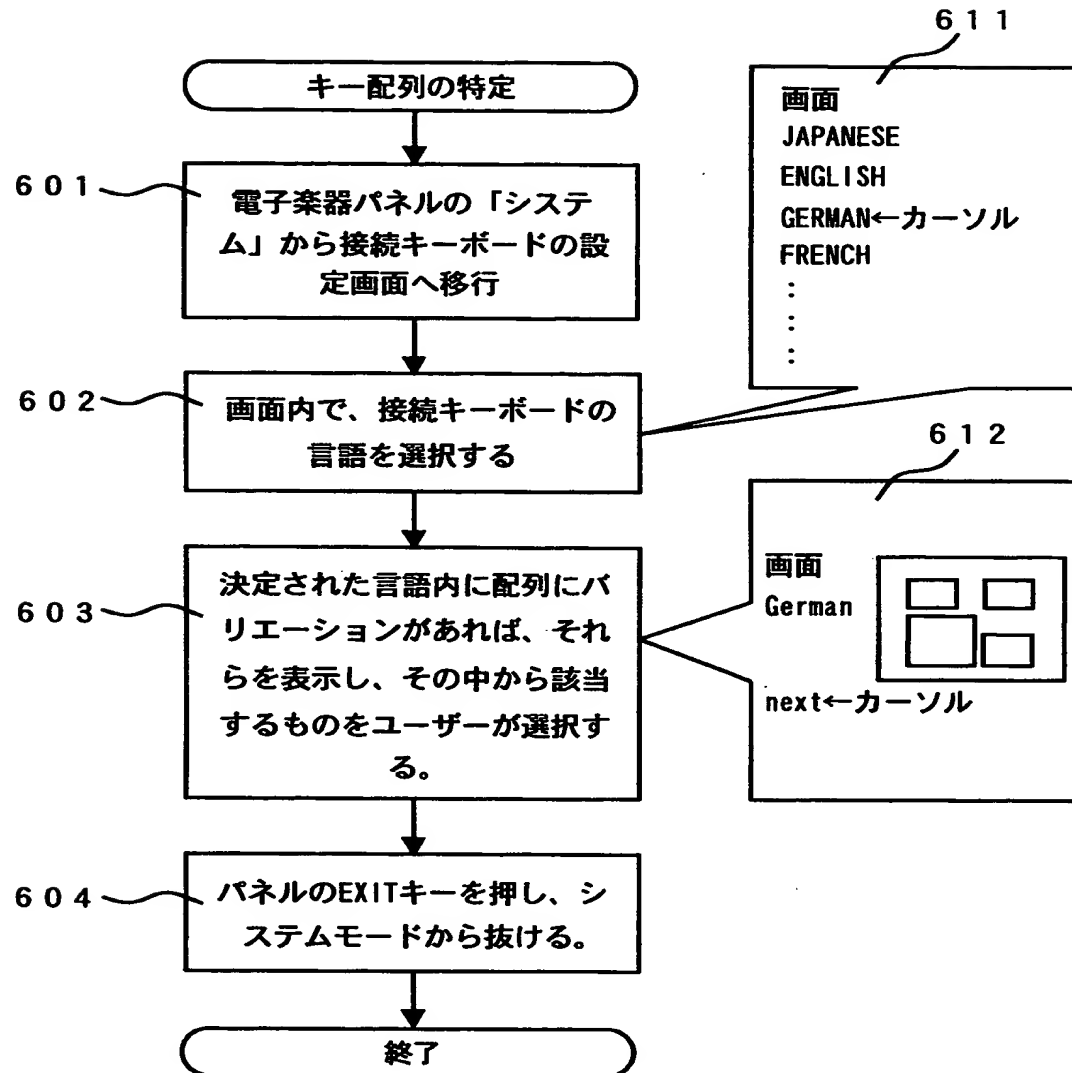 キー配列の特定
601
電子楽器パネルの「システ
ム」から接続キーボードの設
定画面へ移行
602
画面内で、接続キーボードの
言語を選択する
603
決定された言語内に配列にバ
リエーションがあれば、それ
らを表示し、その中から該当
するものをユーザーが選択す
る。
604
パネルのEXITキーを押し、シ
ステムモードから抜ける。
終了
611
画面
JAPANESE
ENGLISH
GERMAN←カーソル
FRENCH
:
:
:
612
画面
German
next←カーソル